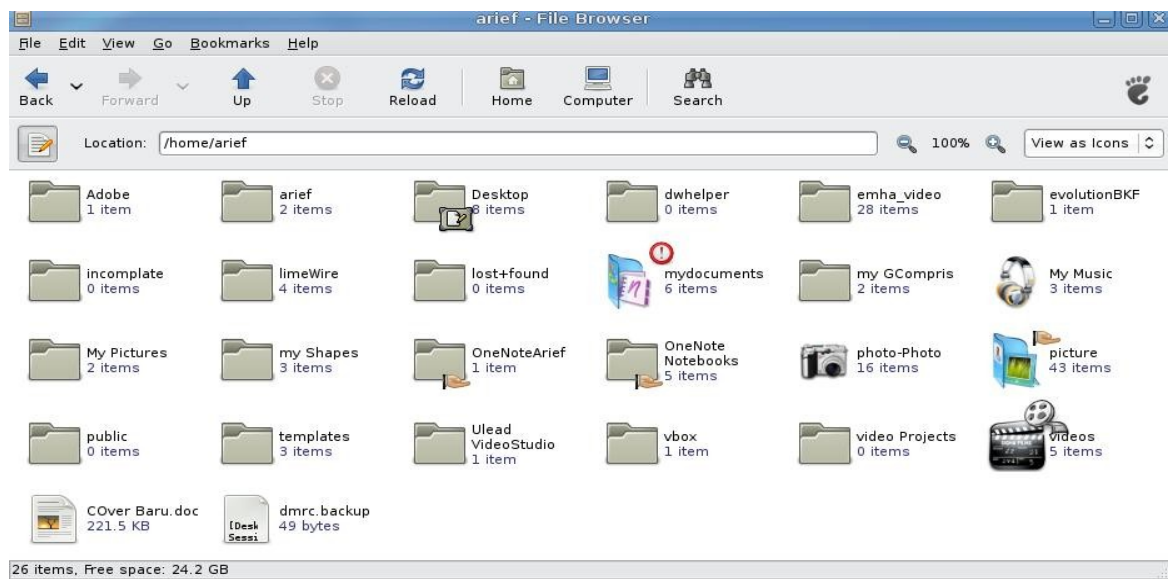 arief - File Browser
File Edit View Go Bookmarks Help
Back Forward Up Stop Reload Home Computer Search
Location: /home/arief 100% View as Icons
Adobe
1 item
arief
2 items
Desktop
8 items
dwhelper
0 items
emha_video
28 items
evolutionBKF
1 item
incomplate
0 items
limeWire
4 items
lost+found
0 items
mydocuments
6 items
my GCompris
2 items
My Music
3 items
My Pictures
2 items
my Shapes
3 items
OneNoteArief
1 item
OneNote
Notebooks
5 items
photo-Photo
16 items
picture
43 items
public
0 items
templates
3 items
Ulead
VideoStudio
1 item
vbox
1 item
video Projects
0 items
videos
5 items
COver Baru.doc
221.5 KB
[Desk
Sessi
dmrc.backup
49 bytes
26 items, Free space: 24.2 GB